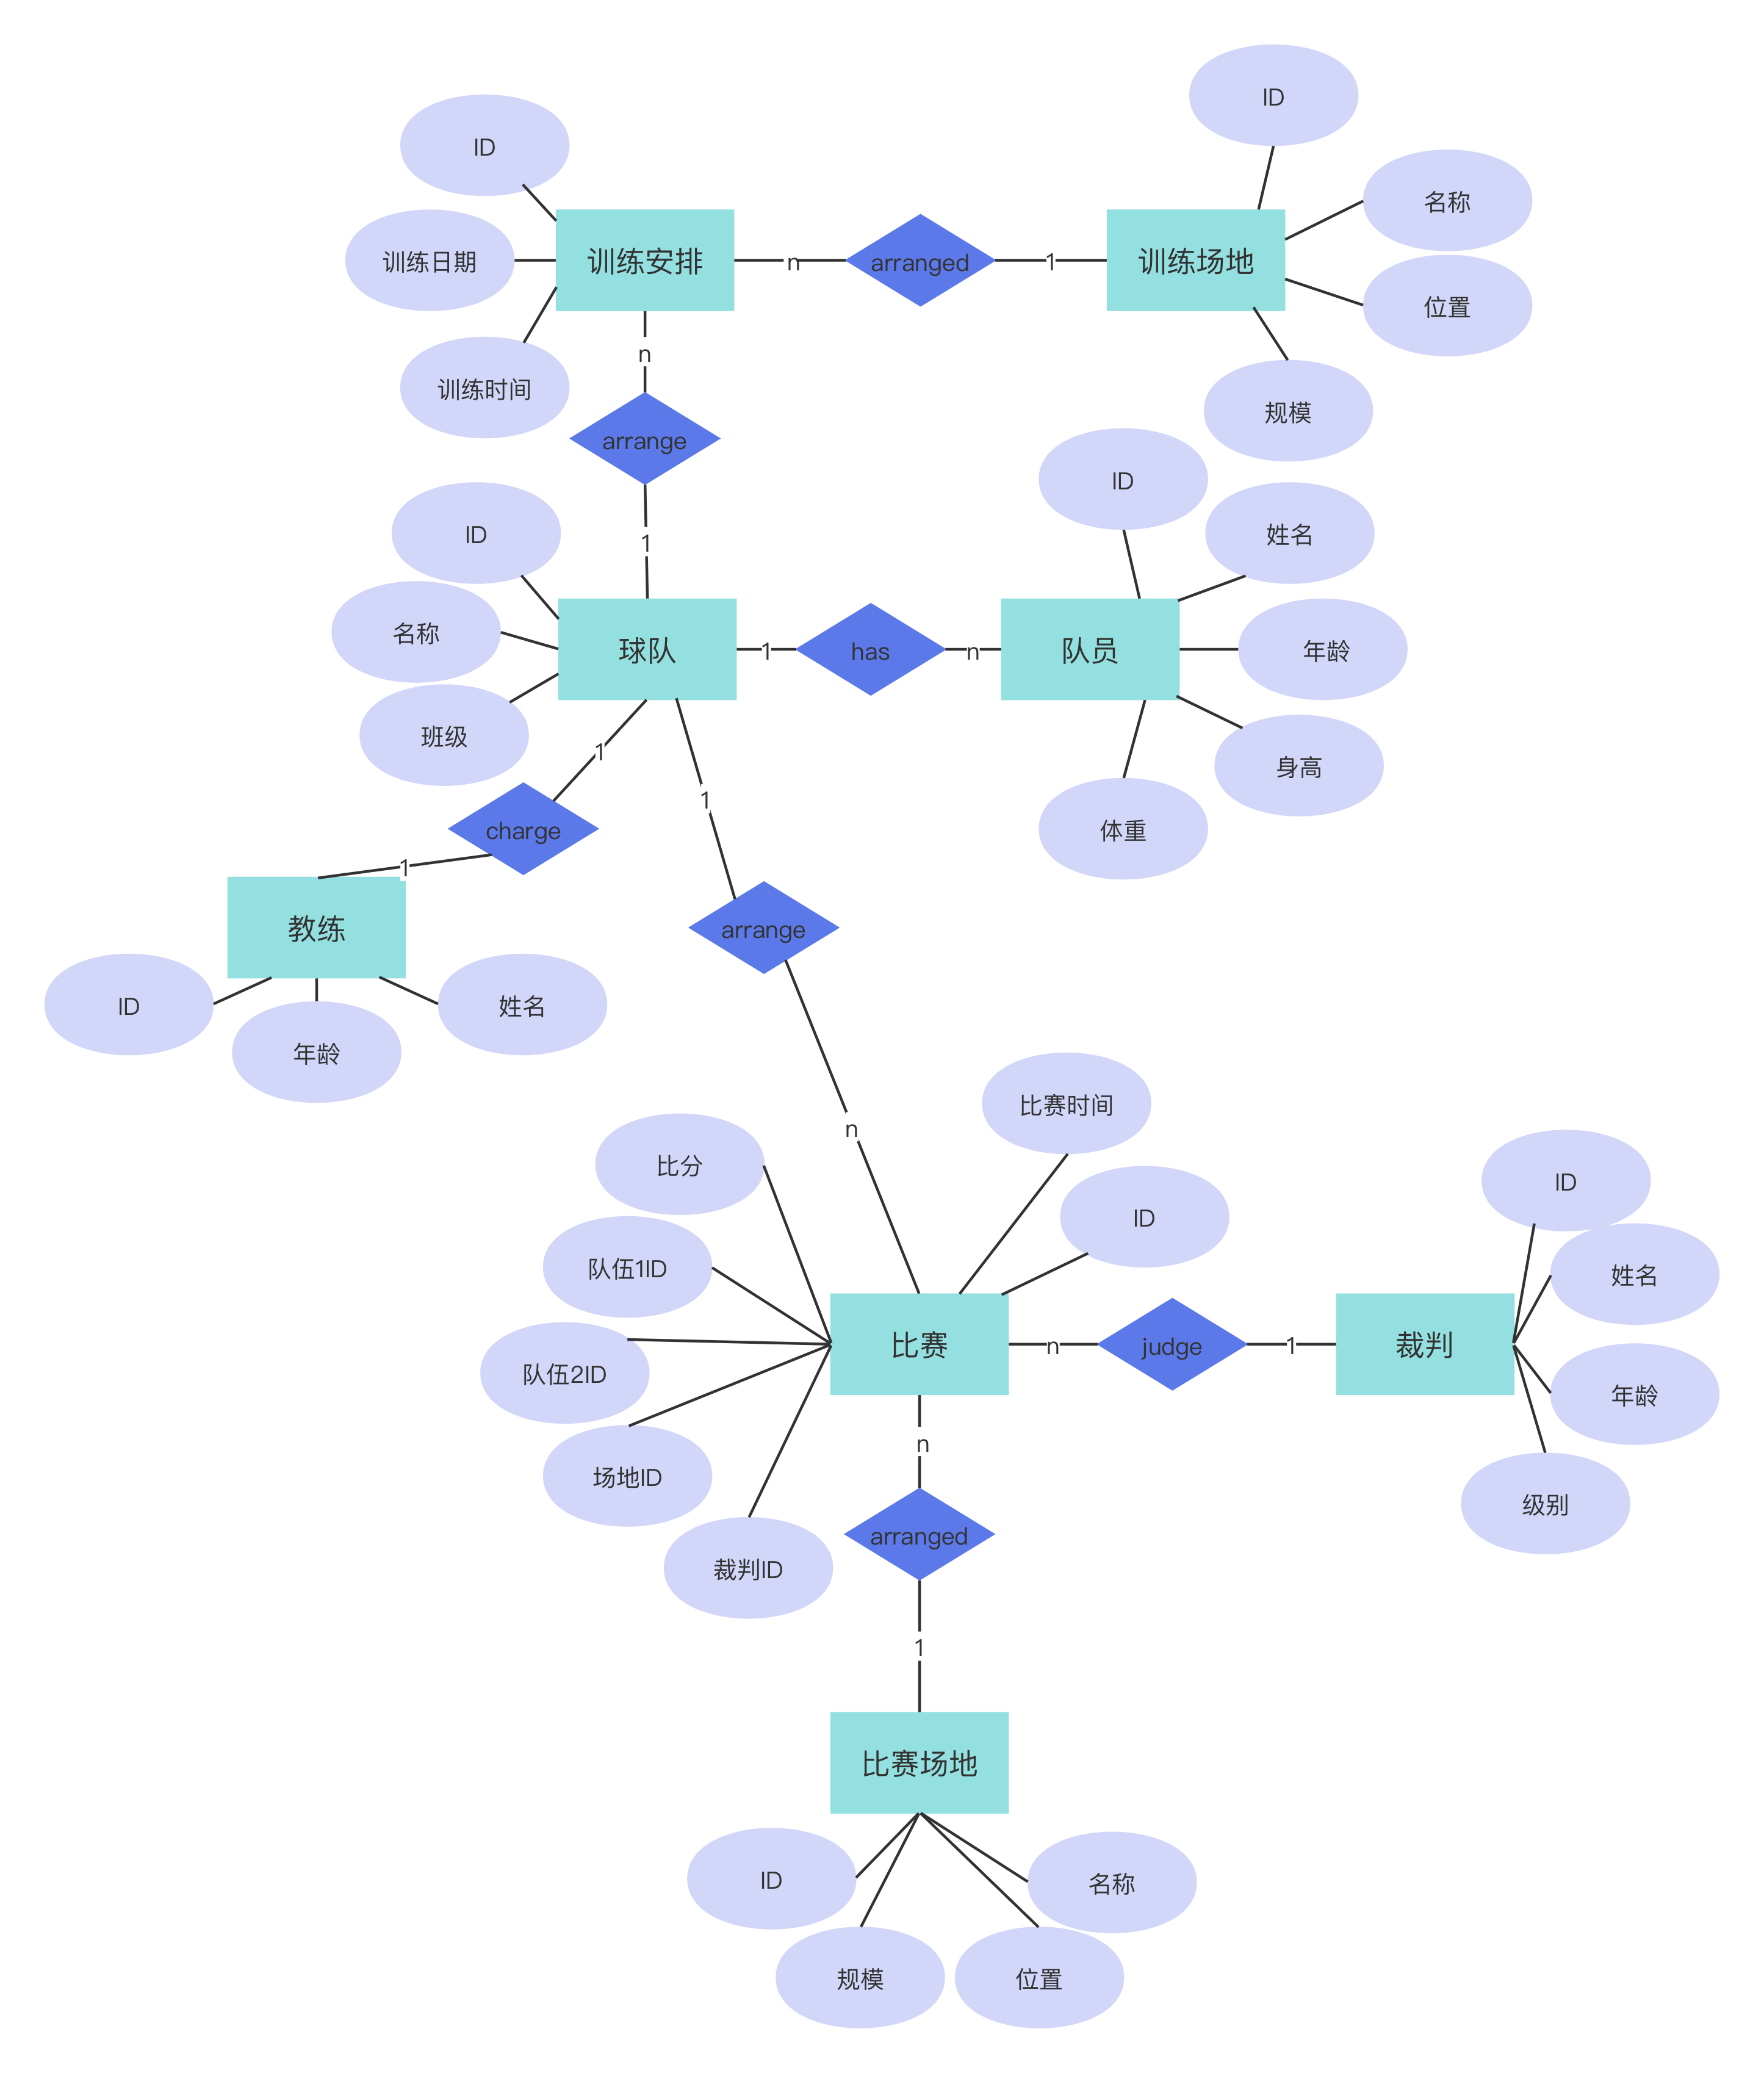 ID
ID
名称
训练日期
训练安排
n
arranged
1
训练场地
位置
n
训练时间
规模
arrange
ID
ID
姓名
1
名称
球队
1
has
n
队员
年龄
班级
1
身高
1
charge
体重
1
教练
arrange
ID
年龄
姓名
比赛时间
n
比分
ID
ID
队伍1ID
姓名
队伍2ID
比赛
n
judge
1
裁判
年龄
n
场地ID
级别
arranged
裁判ID
1
比赛场地
ID
名称
规模
位置